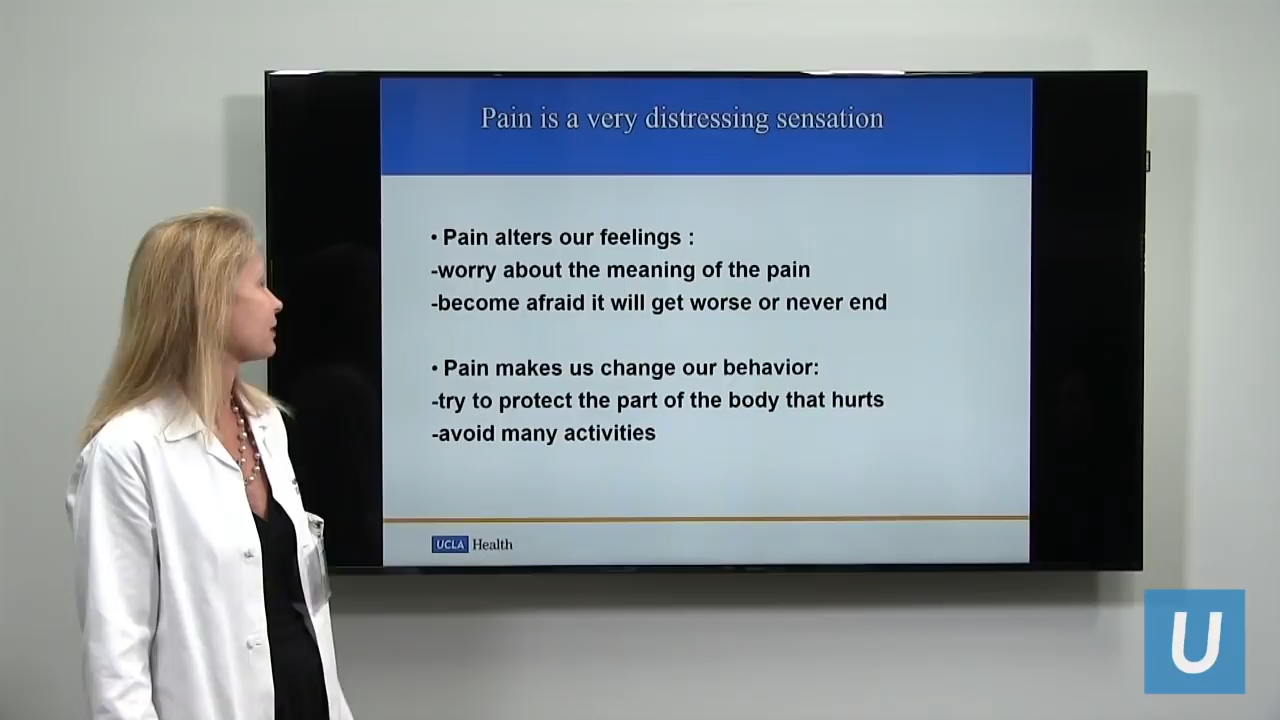 Pain is a very distressing sensation
• Pain alters our feelings :
-worry about the meaning of the pain
-become afraid it will get worse or never end
• Pain makes us change our behavior:
-try to protect the part of the body that hurts
-avoid many activities
UCLA Health
U